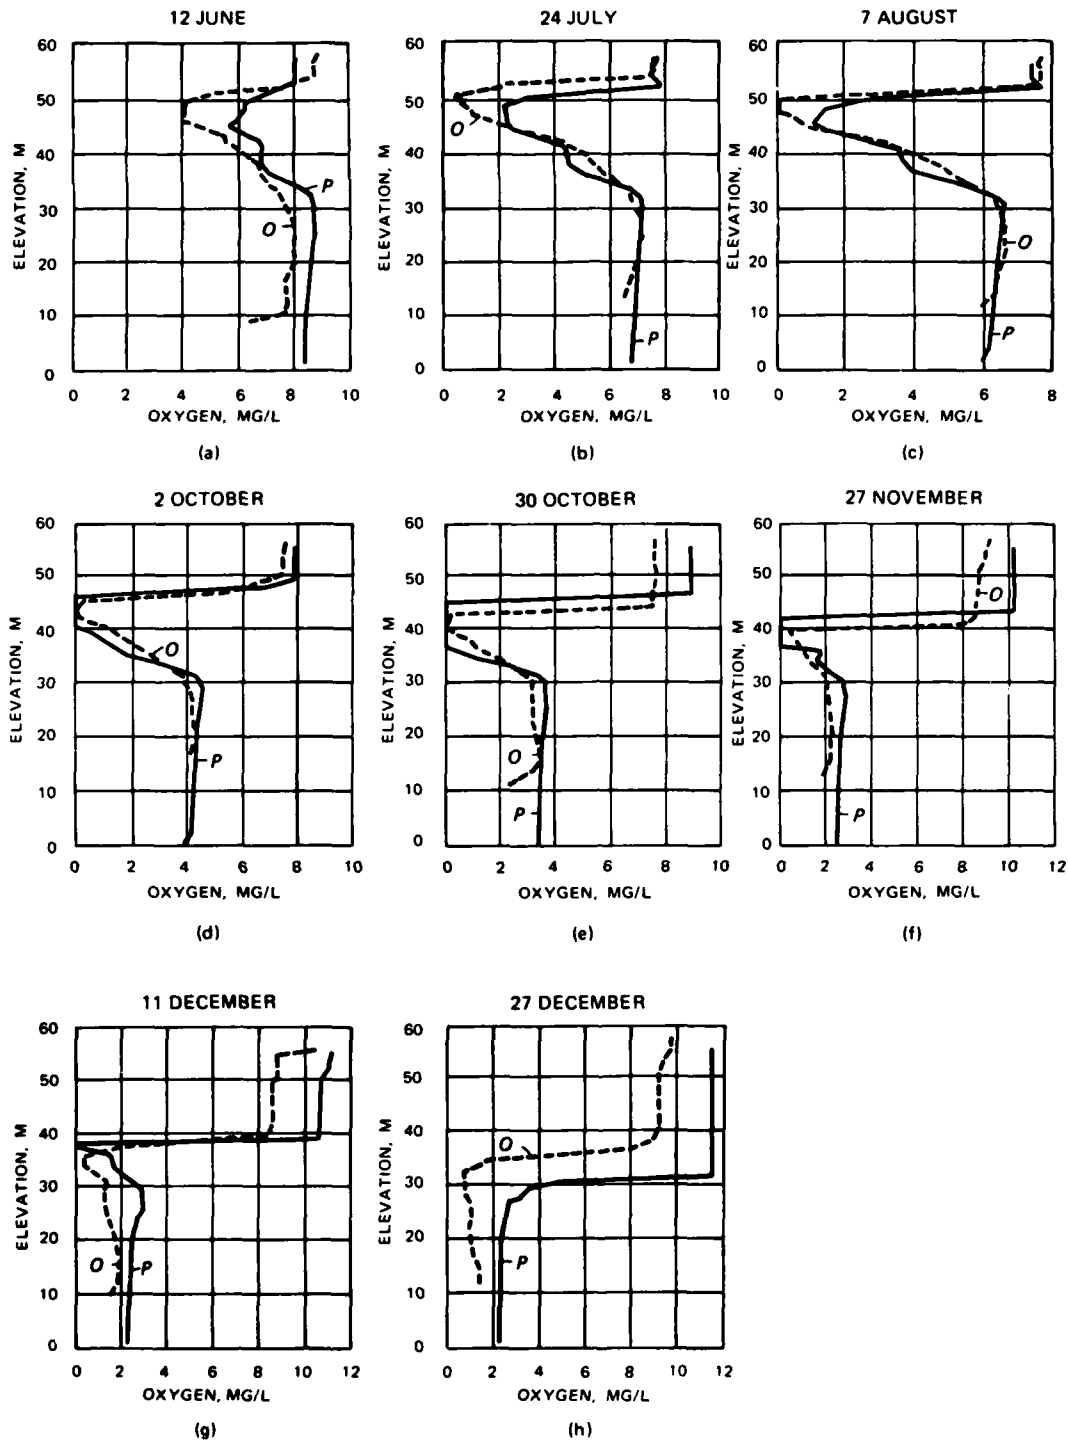 12 JUNE
24 JULY
7 AUGUST
60
50
40
30
20
10
0
ELEVATION, M
O
P
0 2 4 6 8 10
OXYGEN, MG/L
(a)
60
50
40
30
20
10
0
ELEVATION, M
O
P
0 2 4 6 8 10
OXYGEN, MG/L
(b)
60
50
40
30
20
10
0
ELEVATION, M
O
P
0 2 4 6 8
OXYGEN, MG/L
(c)
2 OCTOBER
30 OCTOBER
27 NOVEMBER
60
50
40
30
20
10
0
ELEVATION, M
O
P
0 2 4 6 8 10
OXYGEN, MG/L
(d)
60
50
40
30
20
10
0
ELEVATION, M
O
P
0 2 4 6 8 10
OXYGEN, MG/L
(e)
60
50
40
30
20
10
0
ELEVATION, M
O
P
0 2 4 6 8 10 12
OXYGEN, MG/L
(f)
11 DECEMBER
27 DECEMBER
60
50
40
30
20
10
0
ELEVATION, M
O
P
0 2 4 6 8 10 12
OXYGEN, MG/L
(g)
60
50
40
30
20
10
0
ELEVATION, M
O
P
0 2 4 6 8 10 12
OXYGEN, MG/L
(h)